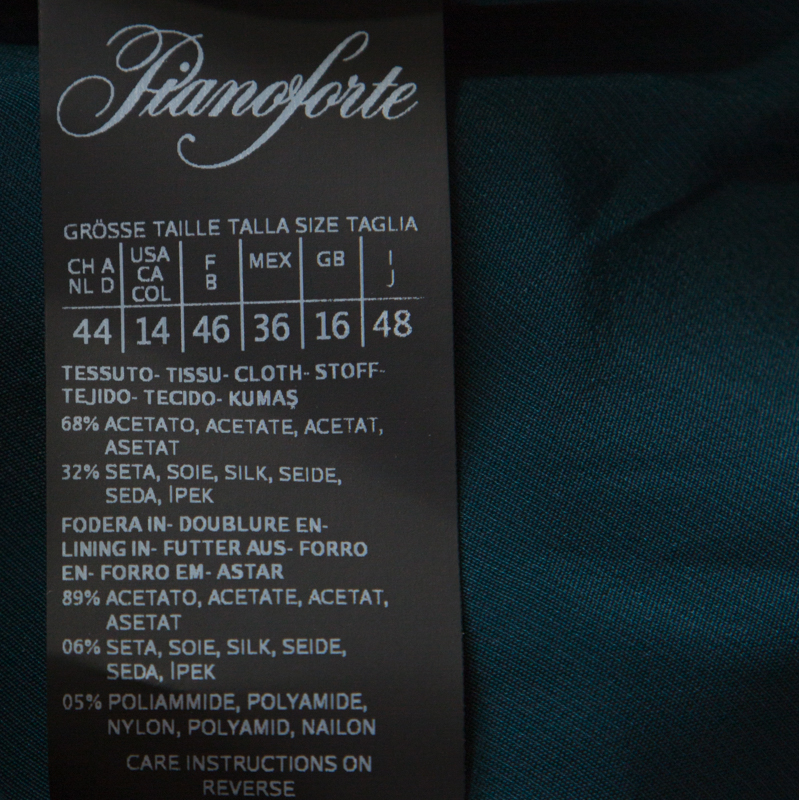 Pianoforte
GRÖSSE TAILLE TALLA SIZE TAGLIA
CH A NL D | USA CA COL | F B | MEX | GB | I J
44 | 14 | 46 | 36 | 16 | 48
TESSUTO- TISSU- CLOTH- STOFF-
TEJIDO- TECIDO- KUMAŞ
68% ACETATO, ACETATE, ACETAT,
ASETAT
32% SETA, SOIE, SILK, SEIDE,
SEDA, İPEK
FODERA IN- DOUBLURE EN-
LINING IN- FUTTER AUS- FORRO
EN- FORRO EM- ASTAR
89% ACETATO, ACETATE, ACETAT,
ASETAT
06% SETA, SOIE, SILK, SEIDE,
SEDA, İPEK
05% POLIAMMIDE, POLYAMIDE,
NYLON, POLYAMID, NAILON
CARE INSTRUCTIONS ON
REVERSE